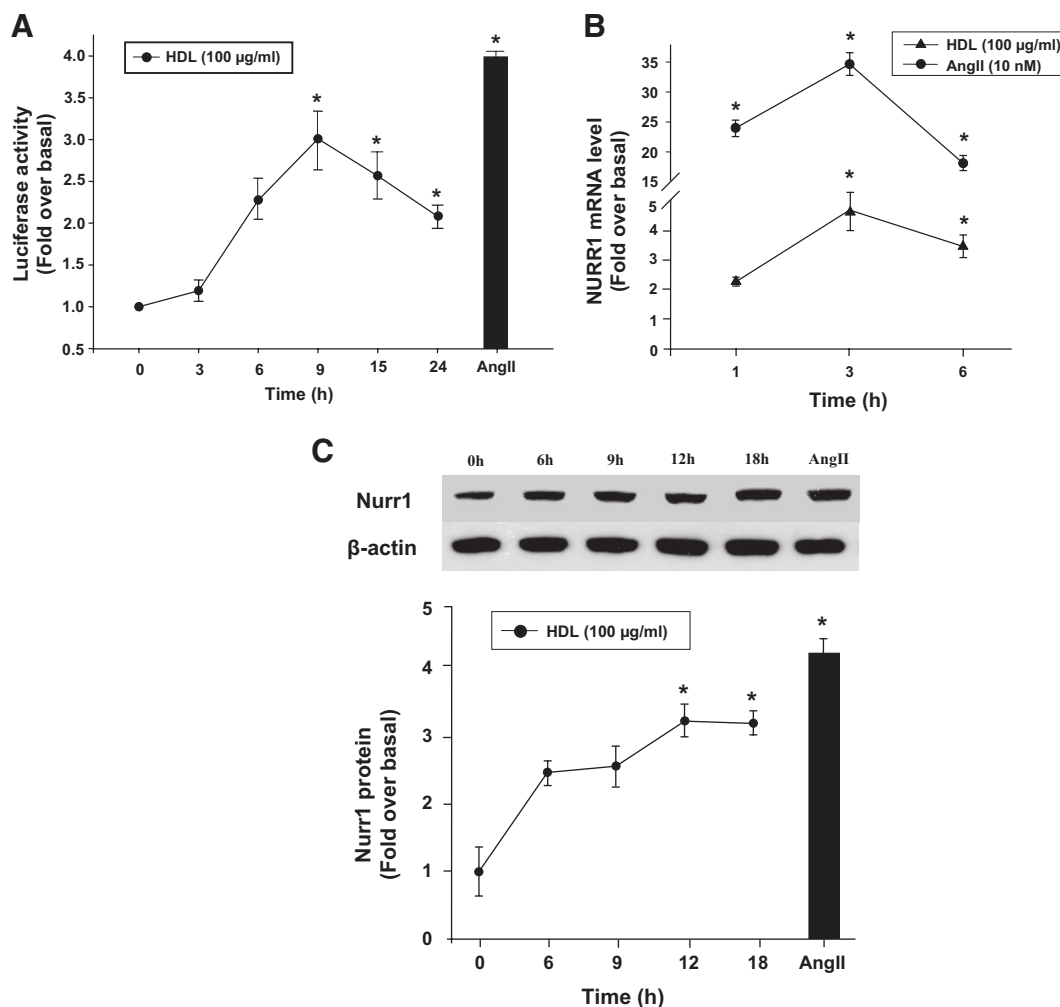 A
HDL (100 µg/ml)
Luciferase activity
(Fold over basal)
4.0
3.5
3.0
2.5
2.0
1.5
1.0
0.5
*
*
*
*
0 3 6 9 15 24 AngII
Time (h)
B
HDL (100 µg/ml)
AngII (10 nM)
NURR1 mRNA level
(Fold over basal)
35
30
25
20
15
5
4
3
2
1
0
*
*
*
*
*
1 3 6
Time (h)
C
0h 6h 9h 12h 18h AngII
Nurr1
β-actin
HDL (100 µg/ml)
Nurr1 protein
(Fold over basal)
5
4
3
2
1
0
*
*
*
0 6 9 12 18 AngII
Time (h)